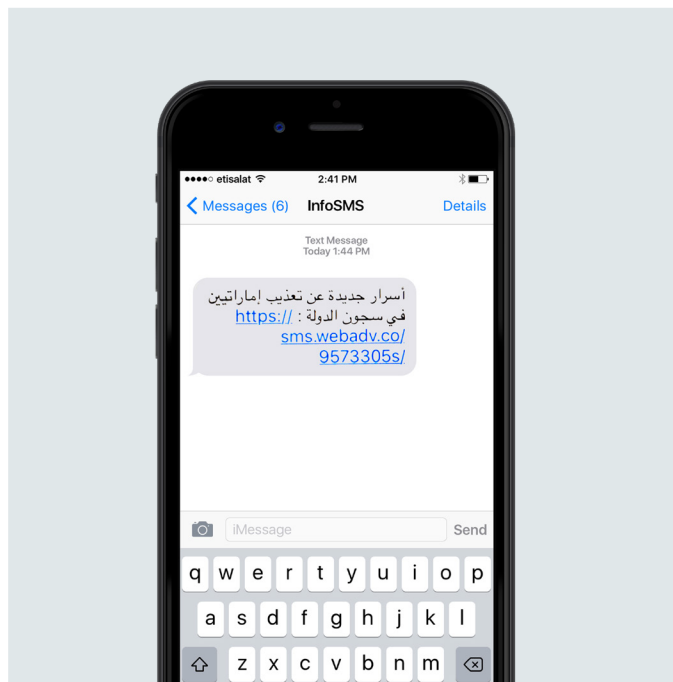 etisalat 2:41 PM
Messages (6) InfoSMS Details
Text Message
Today 1:44 PM
أسرار جديدة عن تعذيب إماراتيين
في سجون الدولة : https://
sms.webadv.co/
9573305s/
iMessage Send
q w e r t y u i o p
a s d f g h j k l
z x c v b n m